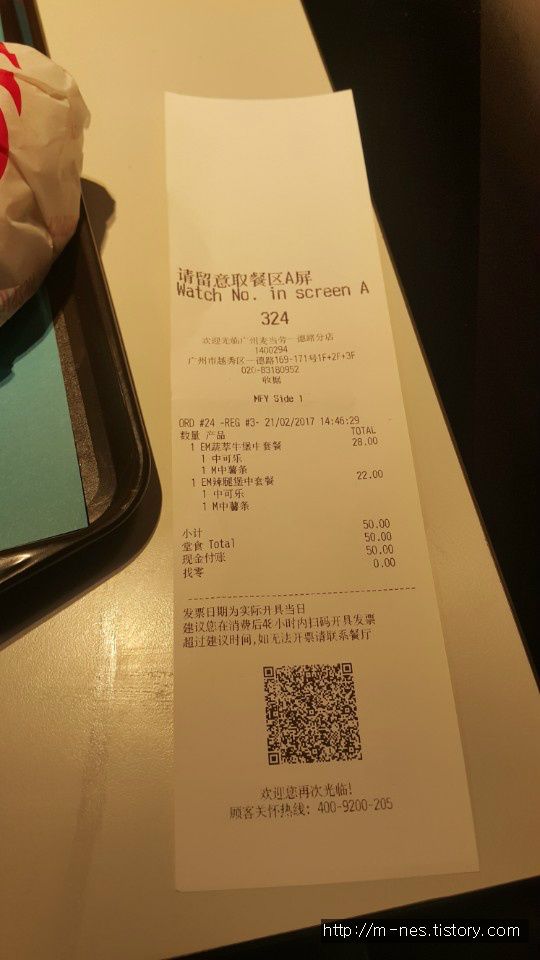 请留意取餐区A屏
Watch No. in screen A
324
欢迎光临广州麦当劳一德路分店
1400294
广州市越秀区一德路169-171号1F+2F+3F
020-83180952
收据
MFY Side 1
ORD #24 -REG #3- 21/02/2017 14:46:29
数量 产品 TOTAL
1 EM蔬萃牛堡中套餐 28.00
1 中可乐
1 M中薯条
1 EM辣腿堡中套餐 22.00
1 中可乐
1 M中薯条
小计 50.00
堂食 Total 50.00
现金付账 50.00
找零 0.00
发票日期为实际开具当日
建议您在消费后48小时内扫码开具发票
超过建议时间,如无法开票请联系餐厅
欢迎您再次光临!
顾客关怀热线: 400-9200-205
http://m-nes.tistory.com